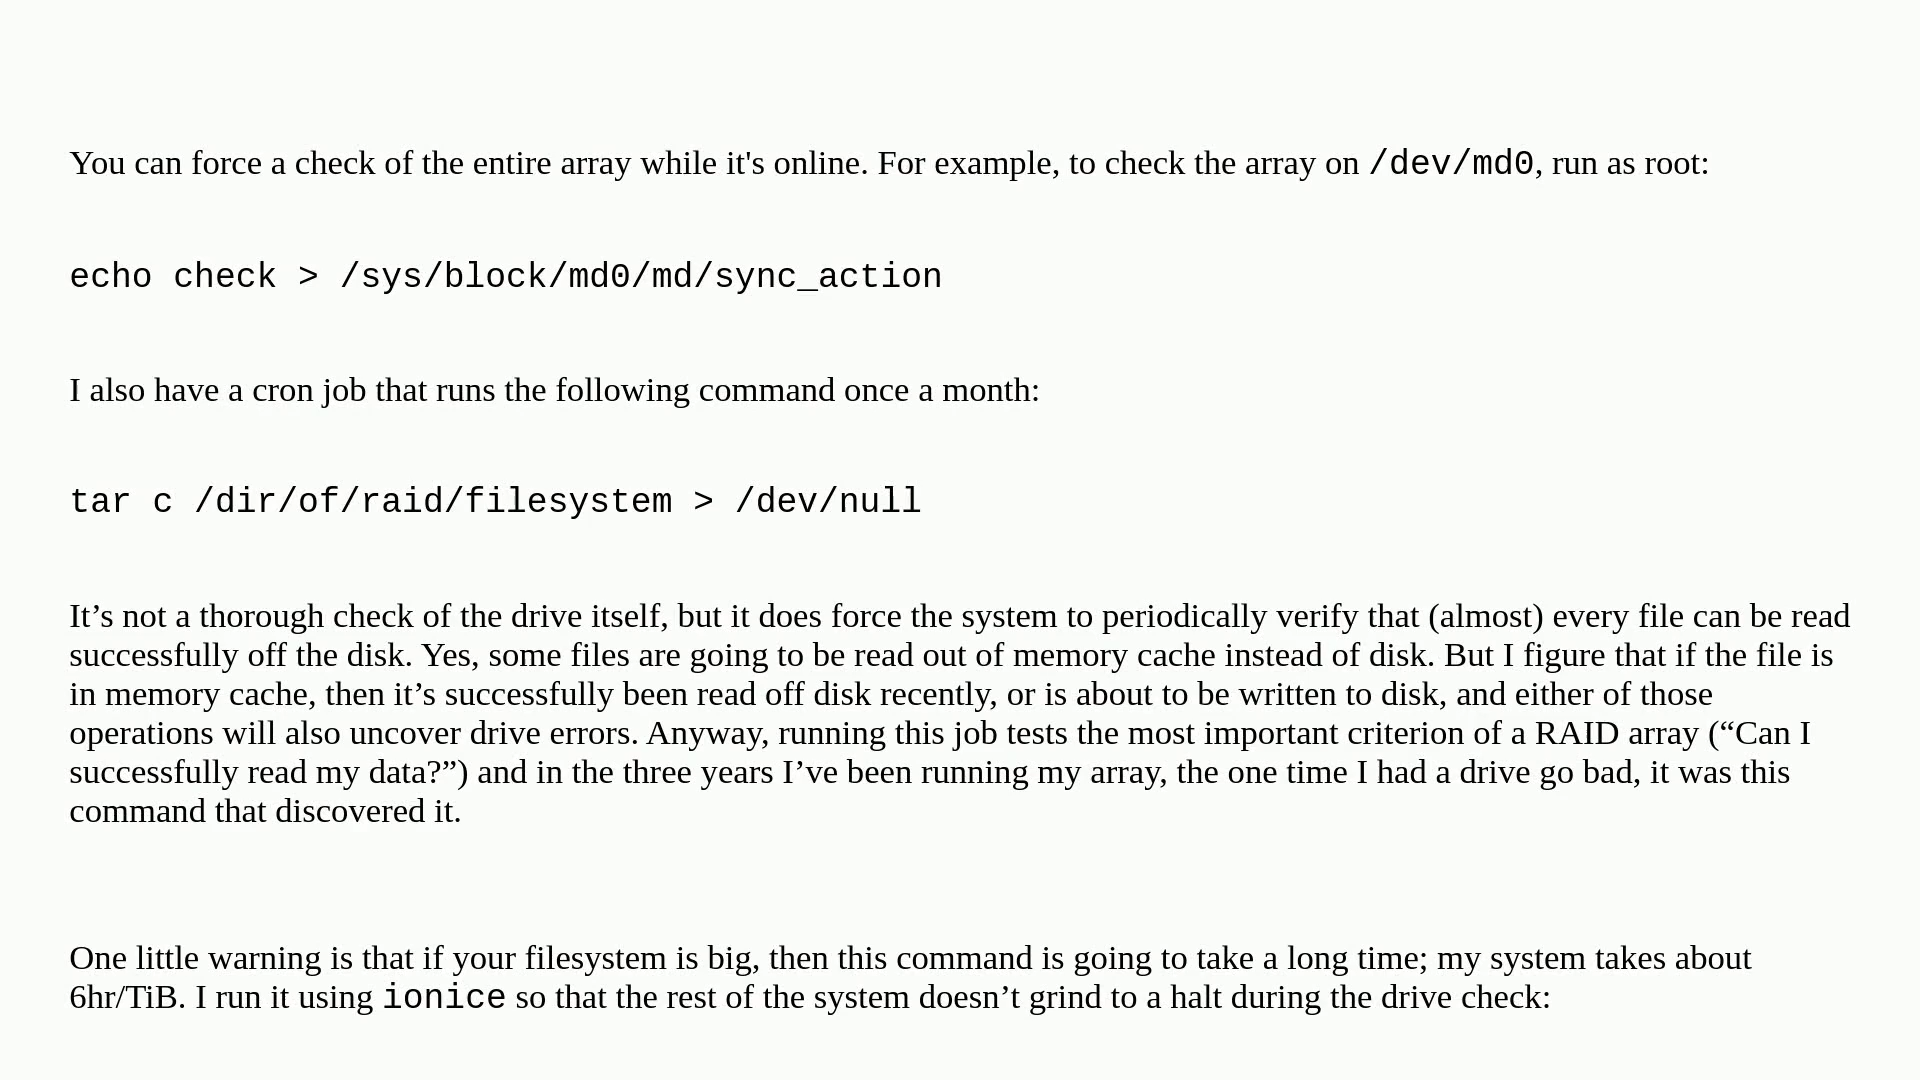 You can force a check of the entire array while it's online. For example, to check the array on /dev/md0, run as root:
echo check > /sys/block/md0/md/sync_action
I also have a cron job that runs the following command once a month:
tar c /dir/of/raid/filesystem > /dev/null
It’s not a thorough check of the drive itself, but it does force the system to periodically verify that (almost) every file can be read
successfully off the disk. Yes, some files are going to be read out of memory cache instead of disk. But I figure that if the file is
in memory cache, then it’s successfully been read off disk recently, or is about to be written to disk, and either of those
operations will also uncover drive errors. Anyway, running this job tests the most important criterion of a RAID array (“Can I
successfully read my data?”) and in the three years I’ve been running my array, the one time I had a drive go bad, it was this
command that discovered it.
One little warning is that if your filesystem is big, then this command is going to take a long time; my system takes about
6hr/TiB. I run it using ionice so that the rest of the system doesn’t grind to a halt during the drive check: